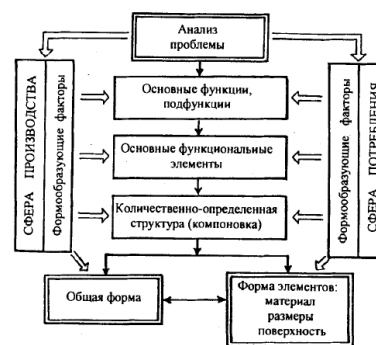 Анализ
проблемы
СФЕРА ПРОИЗВОДСТВА
Формообразующие факторы
Основные функции,
подфункции
Основные функциональные
элементы
Количественно-определенная
структура (компоновка)
Формообразующие факторы
СФЕРА ПОТРЕБЛЕНИЯ
Общая форма
Форма элементов:
материал
размеры
поверхность